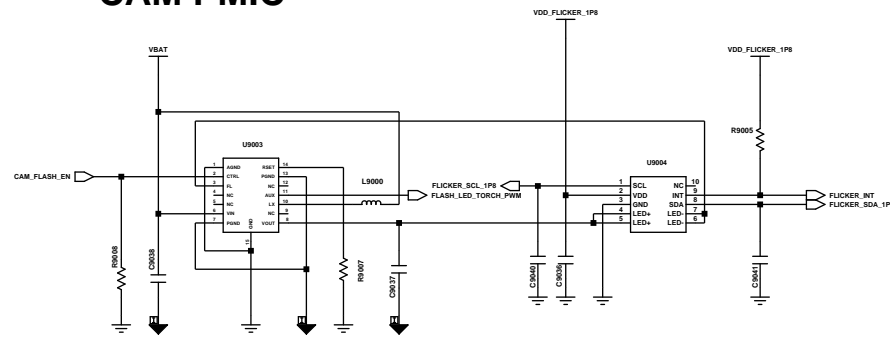 CAM PMIC
VDD_FLICKER_1P8
VBAT
VDD_FLICKER_1P8
R9005
U9003
U9004
CAM_FLASH_EN
1 AGND RSET 14
2 CTRL PGND 13
3 FL NC 12
4 NC AUX 11
5 NC LX 10
6 VIN NC 9
7 PGND VOUT 8
GND
15
L9000
FLICKER_SCL_1P8
FLASH_LED_TORCH_PWM
1 SCL NC 10
2 VDD INT 9
3 GND SDA 8
4 LED+ LED- 7
5 LED+ LED- 6
FLICKER_INT
FLICKER_SDA_1P
R9008
C9038
R9007
C9037
C9040
C9036
C9041